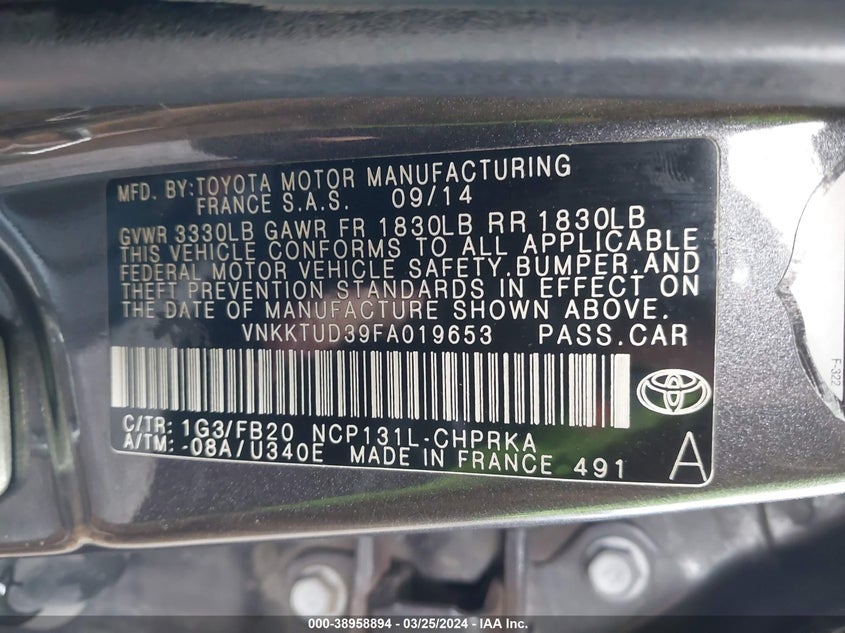 MFD. BY:TOYOTA MOTOR MANUFACTURING
FRANCE S.A.S. 09/14
GVWR 3330LB GAWR FR 1830LB RR 1830LB
THIS VEHICLE CONFORMS TO ALL APPLICABLE
FEDERAL MOTOR VEHICLE SAFETY,BUMPER,AND
THEFT PREVENTION STANDARDS IN EFFECT ON
THE DATE OF MANUFACTURE SHOWN ABOVE.
VNKKTUD39FA019653 PASS.CAR
C/TR: 1G3/FB20 NCP131L-CHPRKA
A/TM: -08A/U340E MADE IN FRANCE 491 A
F-322
000-38958894 - 03/25/2024 - IAA Inc.